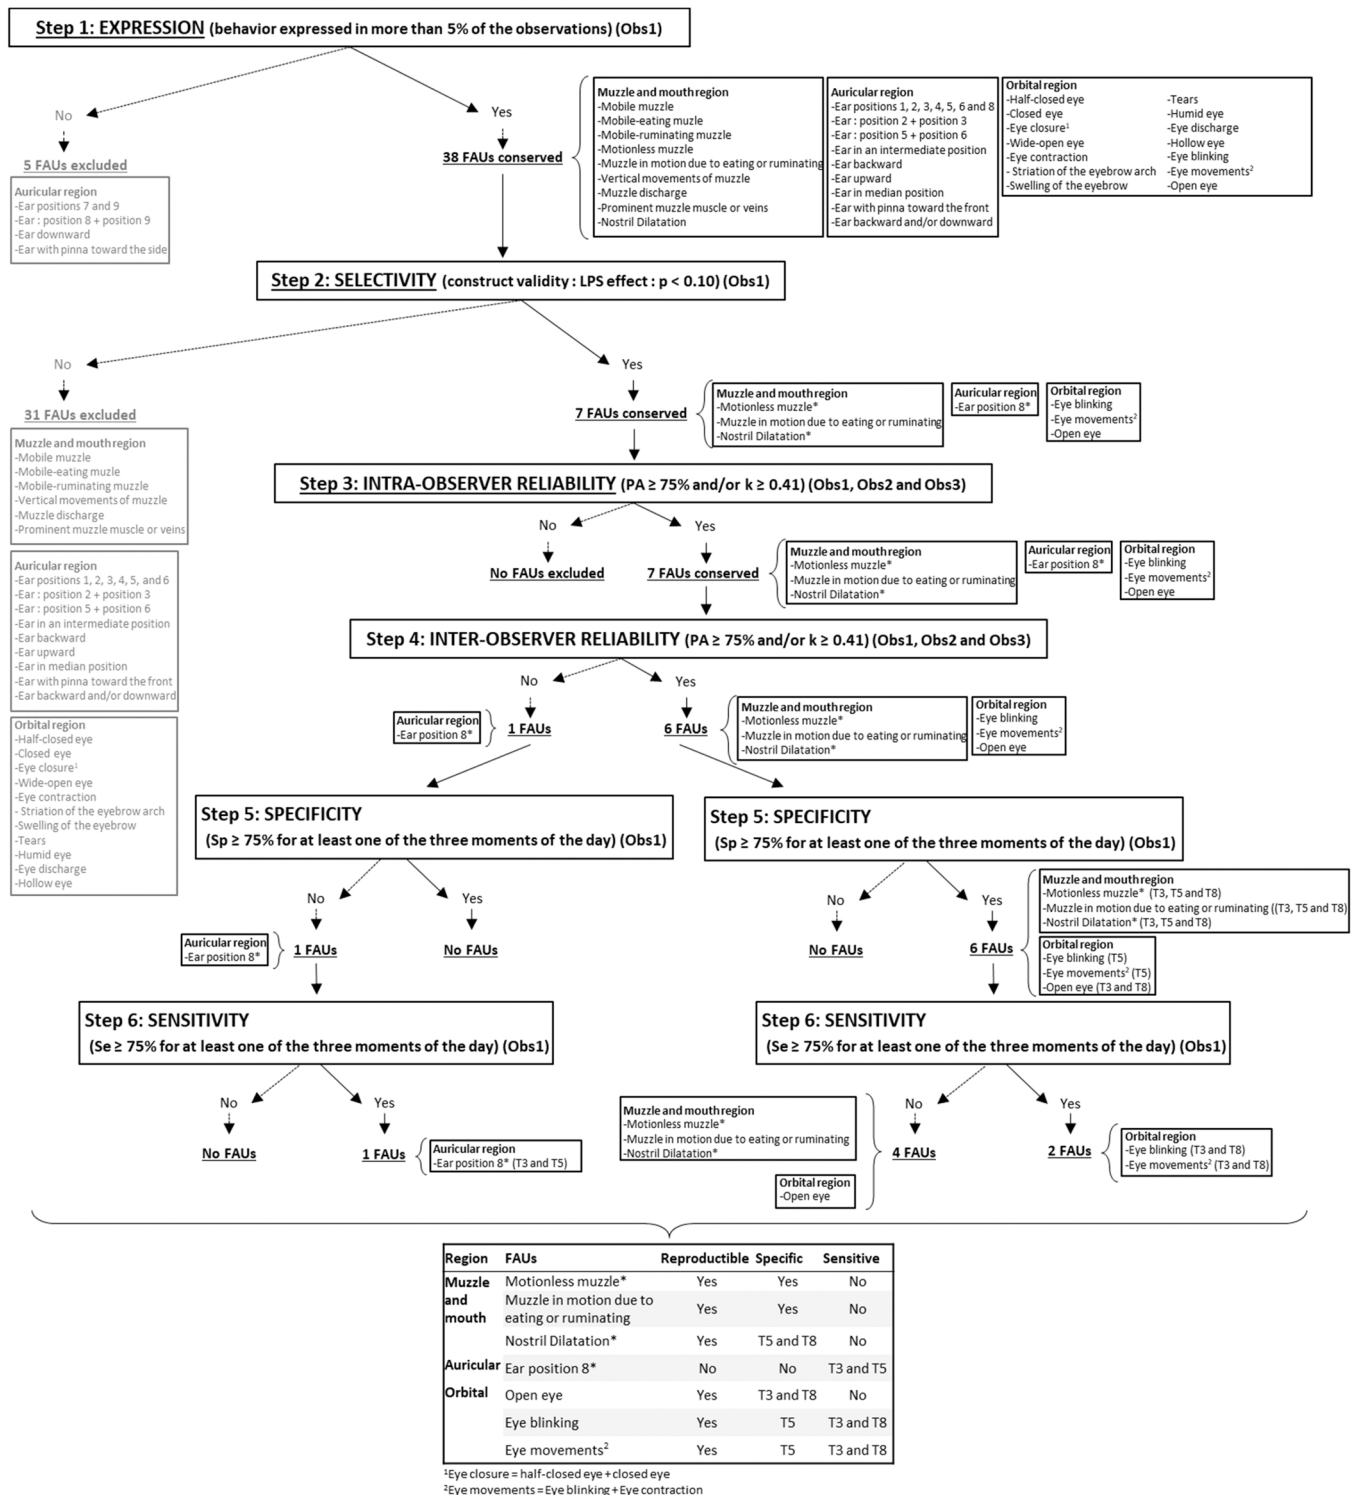 Step 1: EXPRESSION (behavior expressed in more than 5% of the observations) (Obs1)
No
5 FAUs excluded
Auricular region
-Ear positions 7 and 9
-Ear : position 8 + position 9
-Ear downward
-Ear with pinna toward the side
Yes
38 FAUs conserved
Muzzle and mouth region
-Mobile muzzle
-Mobile-eating muzle
-Mobile-ruminating muzzle
-Motionless muzzle
-Muzzle in motion due to eating or ruminating
-Vertical movements of muzzle
-Muzzle discharge
-Prominent muzzle muscle or veins
-Nostril Dilatation
Auricular region
-Ear positions 1, 2, 3, 4, 5, 6 and 8
-Ear : position 2 + position 3
-Ear : position 5 + position 6
-Ear in an intermediate position
-Ear backward
-Ear upward
-Ear in median position
-Ear with pinna toward the front
-Ear backward and/or downward
Orbital region
-Half-closed eye
-Closed eye
-Eye closure¹
-Wide-open eye
-Eye contraction
- Striation of the eyebrow arch
-Swelling of the eyebrow
-Tears
-Humid eye
-Eye discharge
-Hollow eye
-Eye blinking
-Eye movements²
-Open eye
Step 2: SELECTIVITY (construct validity : LPS effect : p < 0.10) (Obs1)
No
31 FAUs excluded
Muzzle and mouth region
-Mobile muzzle
-Mobile-eating muzle
-Mobile-ruminating muzzle
-Vertical movements of muzzle
-Muzzle discharge
-Prominent muzzle muscle or veins
Auricular region
-Ear positions 1, 2, 3, 4, 5, and 6
-Ear : position 2 + position 3
-Ear : position 5 + position 6
-Ear in an intermediate position
-Ear backward
-Ear upward
-Ear in median position
-Ear with pinna toward the front
-Ear backward and/or downward
Orbital region
-Half-closed eye
-Closed eye
-Eye closure¹
-Wide-open eye
-Eye contraction
- Striation of the eyebrow arch
-Swelling of the eyebrow
-Tears
-Humid eye
-Eye discharge
-Hollow eye
Yes
7 FAUs conserved
Muzzle and mouth region
-Motionless muzzle*
-Muzzle in motion due to eating or ruminating
-Nostril Dilatation*
Auricular region
-Ear position 8*
Orbital region
-Eye blinking
-Eye movements²
-Open eye
Step 3: INTRA-OBSERVER RELIABILITY (PA ≥ 75% and/or k ≥ 0.41) (Obs1, Obs2 and Obs3)
No
No FAUs excluded
Yes
7 FAUs conserved
Muzzle and mouth region
-Motionless muzzle*
-Muzzle in motion due to eating or ruminating
-Nostril Dilatation*
Auricular region
-Ear position 8*
Orbital region
-Eye blinking
-Eye movements²
-Open eye
Step 4: INTER-OBSERVER RELIABILITY (PA ≥ 75% and/or k ≥ 0.41) (Obs1, Obs2 and Obs3)
No
1 FAUs
Auricular region
-Ear position 8*
Yes
6 FAUs
Muzzle and mouth region
-Motionless muzzle*
-Muzzle in motion due to eating or ruminating
-Nostril Dilatation*
Orbital region
-Eye blinking
-Eye movements²
-Open eye
Step 5: SPECIFICITY
(Sp ≥ 75% for at least one of the three moments of the day) (Obs1)
No
1 FAUs
Auricular region
-Ear position 8*
Yes
No FAUs
Step 6: SENSITIVITY
(Se ≥ 75% for at least one of the three moments of the day) (Obs1)
No
No FAUs
Yes
1 FAUs
Auricular region
-Ear position 8* (T3 and T5)
Step 5: SPECIFICITY
(Sp ≥ 75% for at least one of the three moments of the day) (Obs1)
No
No FAUs
Yes
6 FAUs
Muzzle and mouth region
-Motionless muzzle* (T3, T5 and T8)
-Muzzle in motion due to eating or ruminating ((T3, T5 and T8)
-Nostril Dilatation* (T3, T5 and T8)
Orbital region
-Eye blinking (T5)
-Eye movements² (T5)
-Open eye (T3 and T8)
Step 6: SENSITIVITY
(Se ≥ 75% for at least one of the three moments of the day) (Obs1)
No
4 FAUs
Muzzle and mouth region
-Motionless muzzle*
-Muzzle in motion due to eating or ruminating
-Nostril Dilatation*
Orbital region
-Open eye
Yes
2 FAUs
Orbital region
-Eye blinking (T3 and T8)
-Eye movements² (T3 and T8)
Region FAUs Reproductible Specific Sensitive
Muzzle and mouth Motionless muzzle* Yes Yes No
Muzzle in motion due to eating or ruminating Yes Yes No
Nostril Dilatation* Yes T5 and T8 No
Auricular Ear position 8* No No T3 and T5
Orbital Open eye Yes T3 and T8 No
Eye blinking Yes T5 T3 and T8
Eye movements² Yes T5 T3 and T8
¹Eye closure = half-closed eye + closed eye
²Eye movements = Eye blinking + Eye contraction